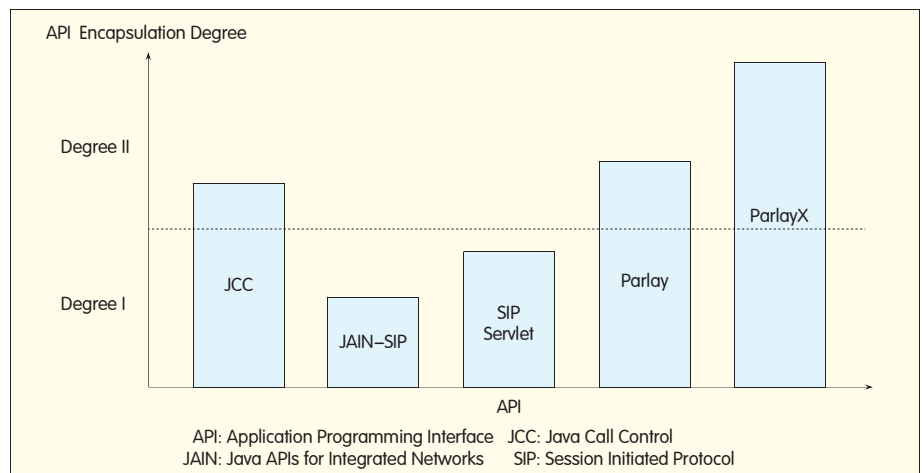 API Encapsulation Degree
Degree II
Degree I
JCC
JAIN–SIP
SIP
Servlet
Parlay
ParlayX
API
API: Application Programming Interface JCC: Java Call Control
JAIN: Java APIs for Integrated Networks SIP: Session Initiated Protocol